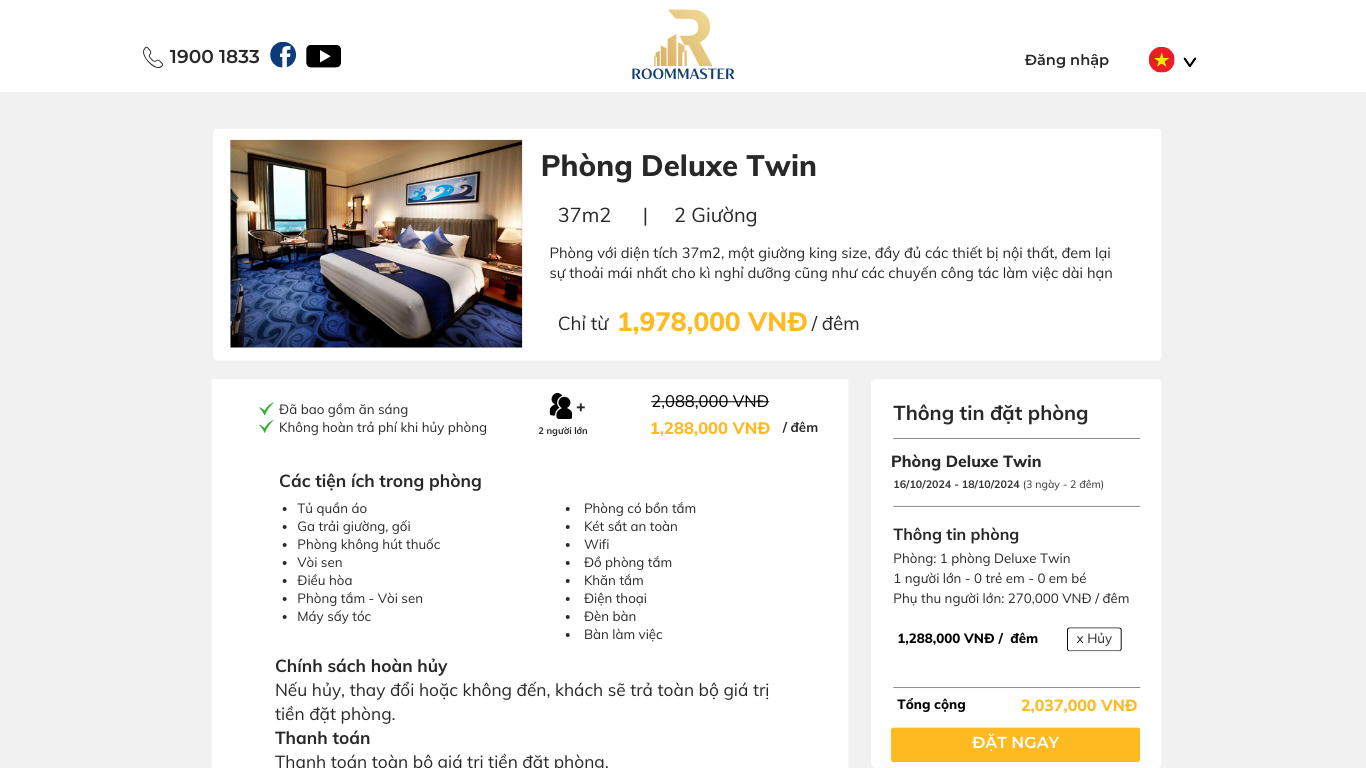 1900 1833
ROOMMASTER
Đăng nhập
Phòng Deluxe Twin
37m2 | 2 Giường
Phòng với diện tích 37m2, một giường king size, đầy đủ các thiết bị nội thất, đem lại
sự thoải mái nhất cho kì nghỉ dưỡng cũng như các chuyến công tác làm việc dài hạn
Chỉ từ 1,978,000 VNĐ / đêm
Đã bao gồm ăn sáng
Không hoàn trả phí khi hủy phòng
+
2 người lớn
2,088,000 VNĐ
1,288,000 VNĐ / đêm
Các tiện ích trong phòng
• Tủ quần áo
• Ga trải giường, gối
• Phòng không hút thuốc
• Vòi sen
• Điều hòa
• Phòng tắm - Vòi sen
• Máy sấy tóc
• Phòng có bồn tắm
• Két sắt an toàn
• Wifi
• Đồ phòng tắm
• Khăn tắm
• Điện thoại
• Đèn bàn
• Bàn làm việc
Chính sách hoàn hủy
Nếu hủy, thay đổi hoặc không đến, khách sẽ trả toàn bộ giá trị
tiền đặt phòng.
Thanh toán
Thanh toán toàn bộ giá trị tiền đặt phòng.
Thông tin đặt phòng
Phòng Deluxe Twin
16/10/2024 - 18/10/2024 (3 ngày - 2 đêm)
Thông tin phòng
Phòng: 1 phòng Deluxe Twin
1 người lớn - 0 trẻ em - 0 em bé
Phụ thu người lớn: 270,000 VNĐ / đêm
1,288,000 VNĐ / đêm
x Hủy
Tổng cộng 2,037,000 VNĐ
ĐẶT NGAY